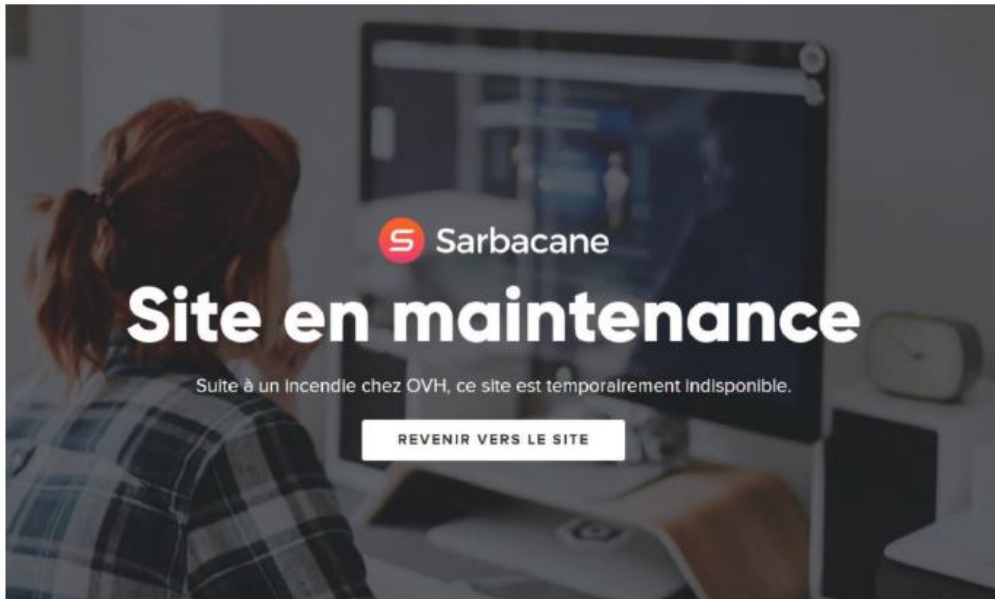 Sarbacane
Site en maintenance
Suite à un incendie chez OVH, ce site est temporairement indisponible.
REVENIR VERS LE SITE